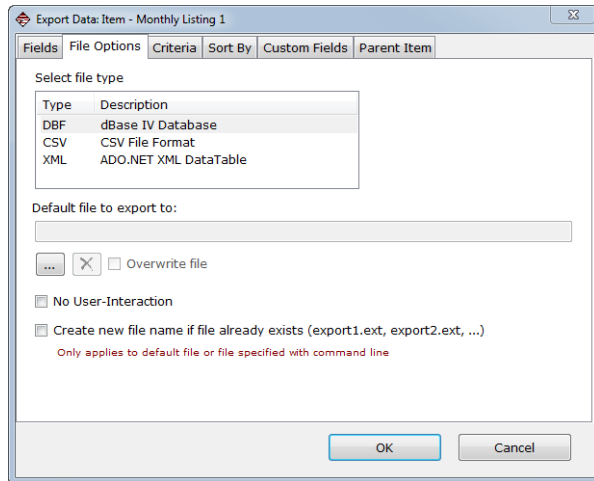 Export Data: Item - Monthly Listing 1
Fields File Options Criteria Sort By Custom Fields Parent Item
Select file type
Type Description
DBF dBase IV Database
CSV CSV File Format
XML ADO.NET XML DataTable
Default file to export to:
... Overwrite file
No User-Interaction
Create new file name if file already exists (export1.ext, export2.ext, ...)
Only applies to default file or file specified with command line
OK Cancel